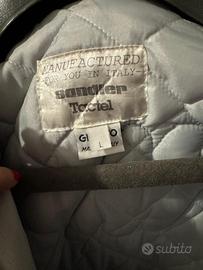 MANUFACTURED
FOR YOU IN ITALY
sandler
Tactel
L
subito